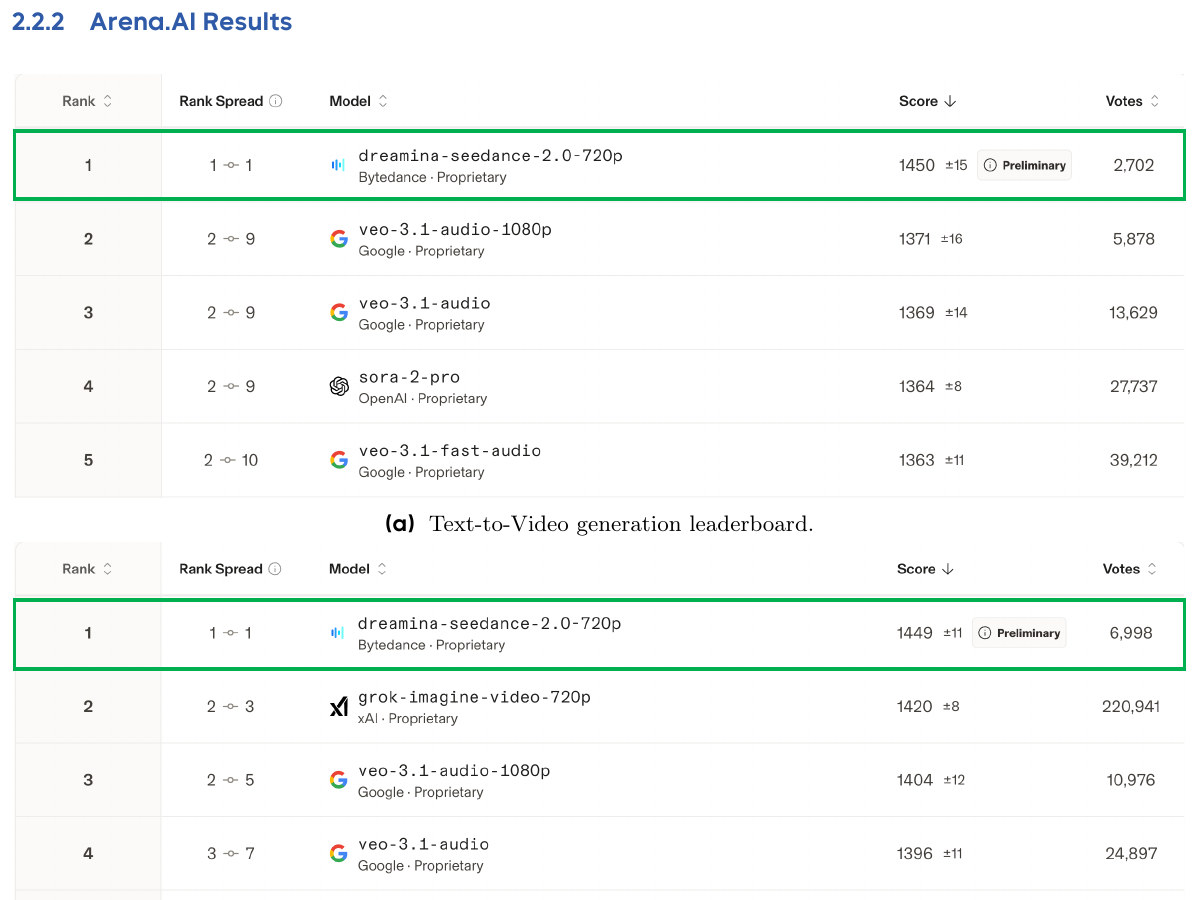 2.2.2 Arena.AI Results
Rank Rank Spread Model Score Votes
1 1 1 dreamina-seedance-2.0-720p 1450 ±15 Preliminary 2,702
Bytedance · Proprietary
2 2 9 veo-3.1-audio-1080p 1371 ±16 5,878
Google · Proprietary
3 2 9 veo-3.1-audio 1369 ±14 13,629
Google · Proprietary
4 2 9 sora-2-pro 1364 ±8 27,737
OpenAI · Proprietary
5 2 10 veo-3.1-fast-audio 1363 ±11 39,212
Google · Proprietary
(a) Text-to-Video generation leaderboard.
Rank Rank Spread Model Score Votes
1 1 1 dreamina-seedance-2.0-720p 1449 ±11 Preliminary 6,998
Bytedance · Proprietary
2 2 3 grok-imagine-video-720p 1420 ±8 220,941
xAI · Proprietary
3 2 5 veo-3.1-audio-1080p 1404 ±12 10,976
Google · Proprietary
4 3 7 veo-3.1-audio 1396 ±11 24,897
Google · Proprietary